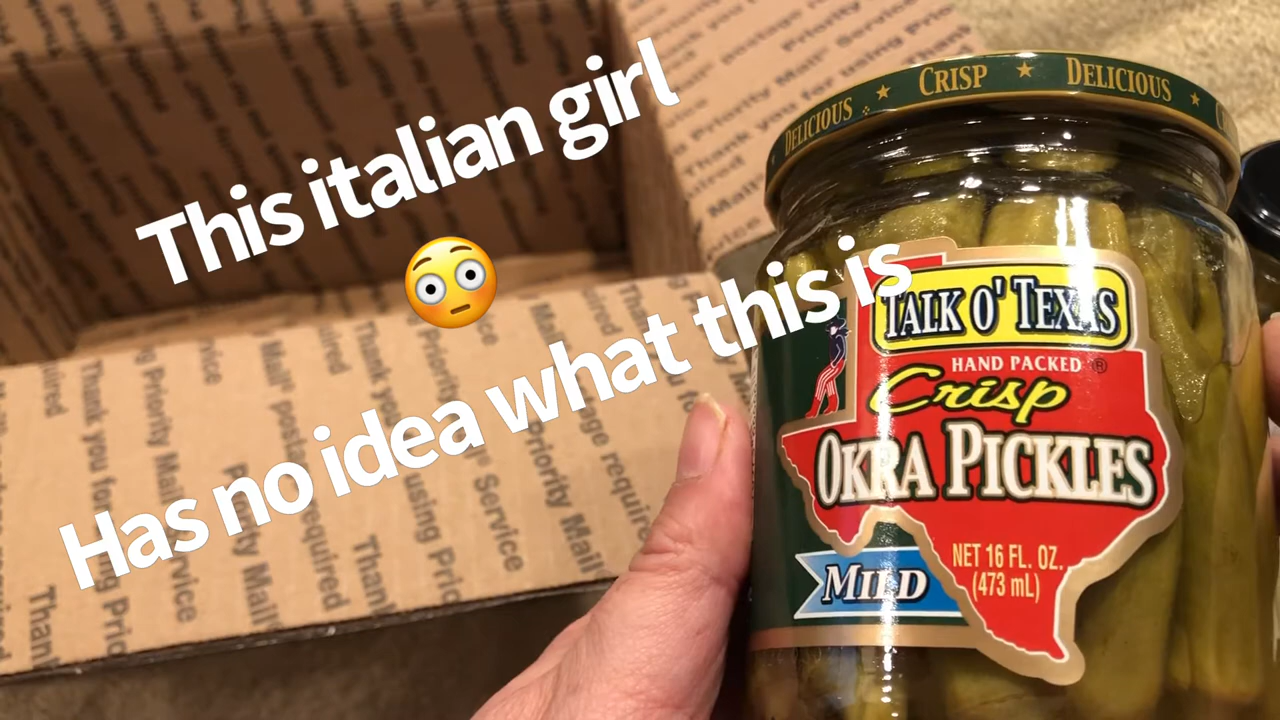 This italian girl
😳
Has no idea what this is
DELICIOUS ★ CRISP ★ DELICIOUS ★
TALK O' TEXAS
HAND PACKED ®
Crisp
OKRA PICKLES
NET 16 FL. OZ.
(473 mL)
MILD
Thank you for using Priority Mail
Priority Mail Service
Mail postage required